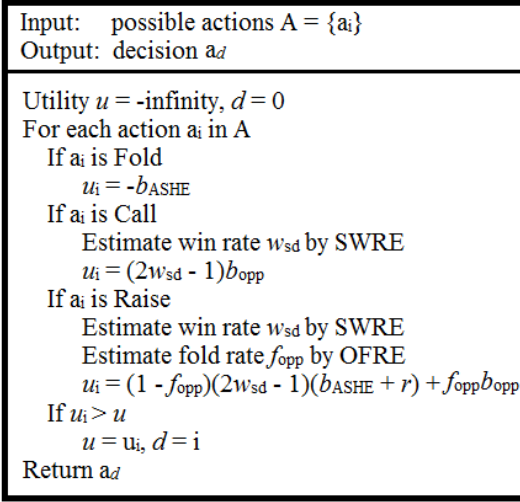 Input: possible actions A = {ai}
Output: decision ad
Utility u = -infinity, d = 0
For each action ai in A
If ai is Fold
ui = -bASHE
If ai is Call
Estimate win rate wsd by SWRE
ui = (2wsd - 1)bopp
If ai is Raise
Estimate win rate wsd by SWRE
Estimate fold rate fopp by OFRE
ui = (1 - fopp)(2wsd - 1)(bASHE + r) + foppbopp
If ui > u
u = ui, d = i
Return ad